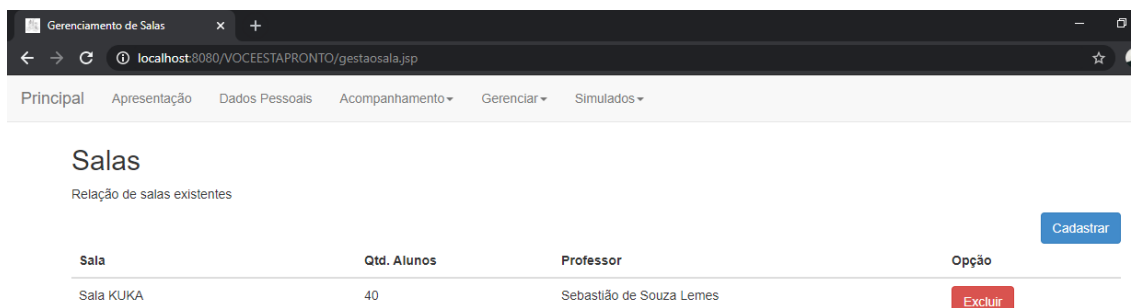 Gerenciamento de Salas
localhost:8080/VOCEESTAPRONTO/gestaosala.jsp
Principal Apresentação Dados Pessoais Acompanhamento Gerenciar Simulados
Salas
Relação de salas existentes
Cadastrar
Sala Qtd. Alunos Professor Opção
Sala KUKA 40 Sebastião de Souza Lemes Excluir